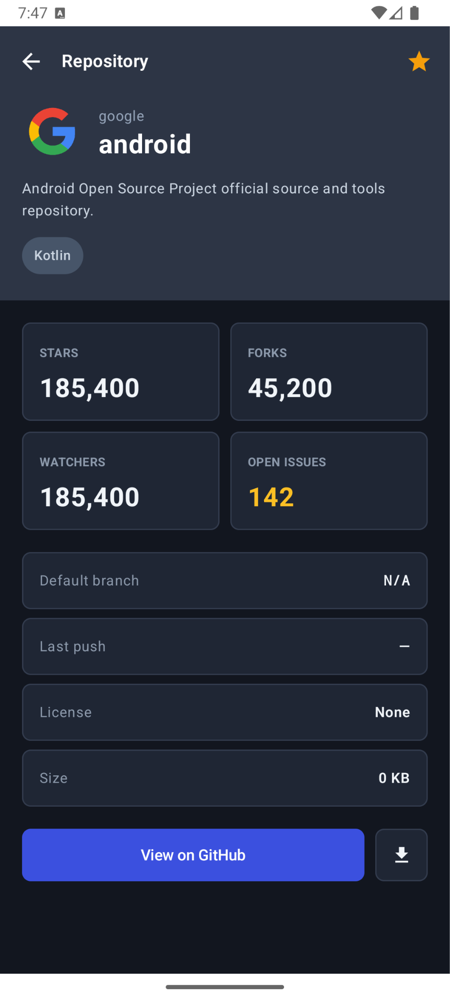 7:47
Repository
google
android
Android Open Source Project official source and tools
repository.
Kotlin
STARS
185,400
FORKS
45,200
WATCHERS
185,400
OPEN ISSUES
142
Default branch
N/A
Last push
—
License
None
Size
0 KB
View on GitHub